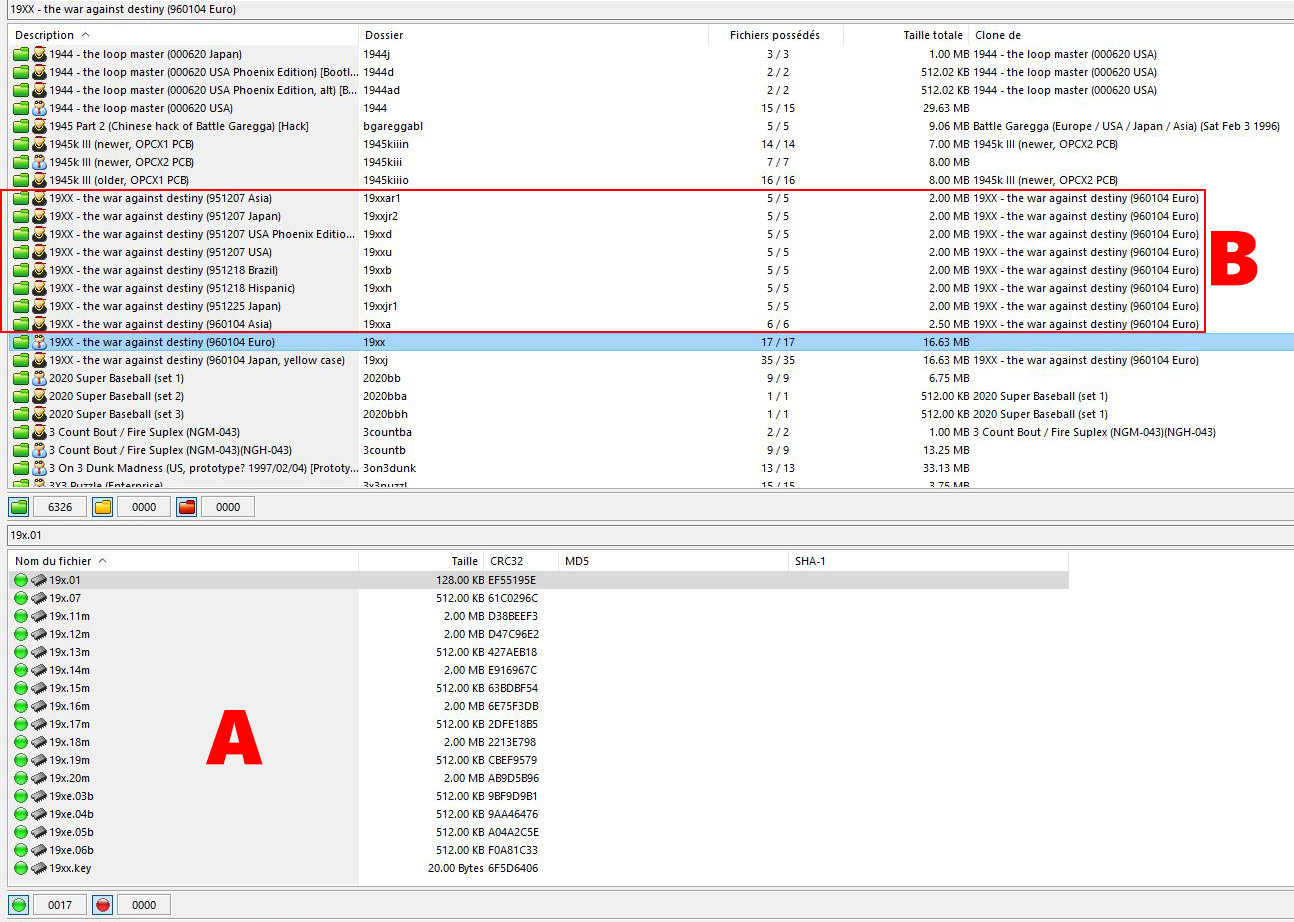 19XX - the war against destiny (960104 Euro)
Description Dossier Fichiers possédés Taille totale Clone de
1944 - the loop master (000620 Japan) 1944j 3 / 3 1.00 MB 1944 - the loop master (000620 USA)
1944 - the loop master (000620 USA Phoenix Edition) [Bootl... 1944d 2 / 2 512.02 KB 1944 - the loop master (000620 USA)
1944 - the loop master (000620 USA Phoenix Edition, alt) [B... 1944ad 2 / 2 512.02 KB 1944 - the loop master (000620 USA)
1944 - the loop master (000620 USA) 1944 15 / 15 29.63 MB
1945 Part 2 (Chinese hack of Battle Garegga) [Hack] bgareggabl 5 / 5 9.06 MB Battle Garegga (Europe / USA / Japan / Asia) (Sat Feb 3 1996)
1945k III (newer, OPCX1 PCB) 1945kiiin 14 / 14 7.00 MB 1945k III (newer, OPCX2 PCB)
1945k III (newer, OPCX2 PCB) 1945kiii 7 / 7 8.00 MB
1945k III (older, OPCX1 PCB) 1945kiiio 16 / 16 8.00 MB 1945k III (newer, OPCX2 PCB)
19XX - the war against destiny (951207 Asia) 19xxar1 5 / 5 2.00 MB 19XX - the war against destiny (960104 Euro)
19XX - the war against destiny (951207 Japan) 19xxjr2 5 / 5 2.00 MB 19XX - the war against destiny (960104 Euro)
19XX - the war against destiny (951207 USA Phoenix Editio... 19xxd 5 / 5 2.00 MB 19XX - the war against destiny (960104 Euro)
19XX - the war against destiny (951207 USA) 19xxu 5 / 5 2.00 MB 19XX - the war against destiny (960104 Euro)
19XX - the war against destiny (951218 Brazil) 19xxb 5 / 5 2.00 MB 19XX - the war against destiny (960104 Euro)
19XX - the war against destiny (951218 Hispanic) 19xxh 5 / 5 2.00 MB 19XX - the war against destiny (960104 Euro)
19XX - the war against destiny (951225 Japan) 19xxjr1 5 / 5 2.00 MB 19XX - the war against destiny (960104 Euro)
19XX - the war against destiny (960104 Asia) 19xxa 6 / 6 2.50 MB 19XX - the war against destiny (960104 Euro)
B
19XX - the war against destiny (960104 Euro) 19xx 17 / 17 16.63 MB
19XX - the war against destiny (960104 Japan, yellow case) 19xxj 35 / 35 16.63 MB 19XX - the war against destiny (960104 Euro)
2020 Super Baseball (set 1) 2020bb 9 / 9 6.75 MB
2020 Super Baseball (set 2) 2020bba 1 / 1 512.00 KB 2020 Super Baseball (set 1)
2020 Super Baseball (set 3) 2020bbh 1 / 1 512.00 KB 2020 Super Baseball (set 1)
3 Count Bout / Fire Suplex (NGM-043) 3countba 2 / 2 1.00 MB 3 Count Bout / Fire Suplex (NGM-043)(NGH-043)
3 Count Bout / Fire Suplex (NGM-043)(NGH-043) 3countb 9 / 9 13.25 MB
3 On 3 Dunk Madness (US, prototype? 1997/02/04) [Prototy... 3on3dunk 13 / 13 33.13 MB
3X3 Puzzle (Enterprise) 3x3puzzl 15 / 15 3.75 MB
6326 0000 0000
19x.01
Nom du fichier Taille CRC32 MD5 SHA-1
19x.01 128.00 KB EF55195E
19x.07 512.00 KB 61C0296C
19x.11m 2.00 MB D38BEEF3
19x.12m 2.00 MB D47C96E2
19x.13m 512.00 KB 427AEB18
19x.14m 2.00 MB E916967C
19x.15m 512.00 KB 63BDBF54
19x.16m 2.00 MB 6E75F3DB
19x.17m 512.00 KB 2DFE18B5
19x.18m 2.00 MB 2213E798
19x.19m 512.00 KB CBEF9579
19x.20m 2.00 MB AB9D5B96
19xe.03b 512.00 KB 9BF9D9B1
19xe.04b 512.00 KB 9AA46476
19xe.05b 512.00 KB A04A2C5E
19xe.06b 512.00 KB F0A81C33
19xx.key 20.00 Bytes 6F5D6406
A
0017 0000